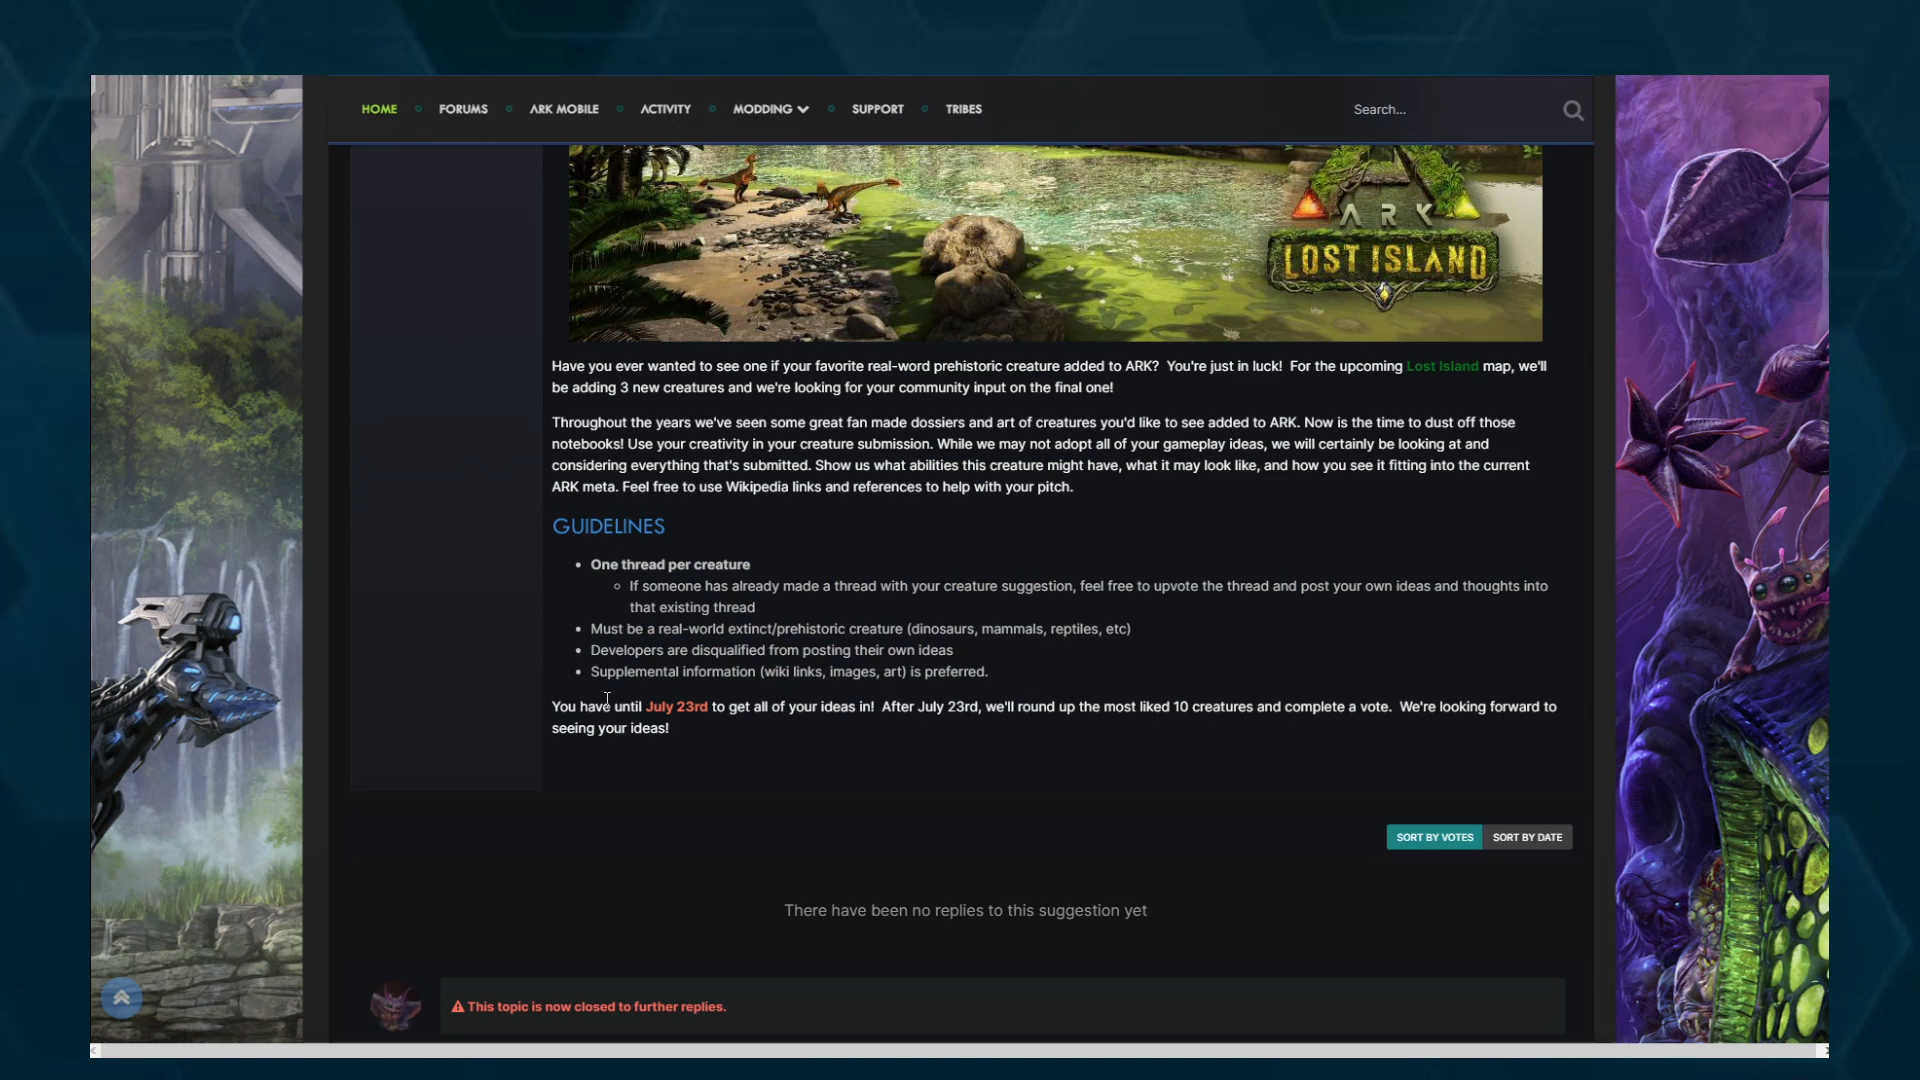 HOME FORUMS ARK MOBILE ACTIVITY MODDING SUPPORT TRIBES Search...
ARK
LOST ISLAND
Have you ever wanted to see one if your favorite real-word prehistoric creature added to ARK? You're just in luck! For the upcoming Lost Island map, we'll
be adding 3 new creatures and we're looking for your community input on the final one!
Throughout the years we've seen some great fan made dossiers and art of creatures you'd like to see added to ARK. Now is the time to dust off those
notebooks! Use your creativity in your creature submission. While we may not adopt all of your gameplay ideas, we will certainly be looking at and
considering everything that's submitted. Show us what abilities this creature might have, what it may look like, and how you see it fitting into the current
ARK meta. Feel free to use Wikipedia links and references to help with your pitch.
GUIDELINES
• One thread per creature
◦ If someone has already made a thread with your creature suggestion, feel free to upvote the thread and post your own ideas and thoughts into
that existing thread
• Must be a real-world extinct/prehistoric creature (dinosaurs, mammals, reptiles, etc)
• Developers are disqualified from posting their own ideas
• Supplemental information (wiki links, images, art) is preferred.
You have until July 23rd to get all of your ideas in! After July 23rd, we'll round up the most liked 10 creatures and complete a vote. We're looking forward to
seeing your ideas!
SORT BY VOTES SORT BY DATE
There have been no replies to this suggestion yet
This topic is now closed to further replies.